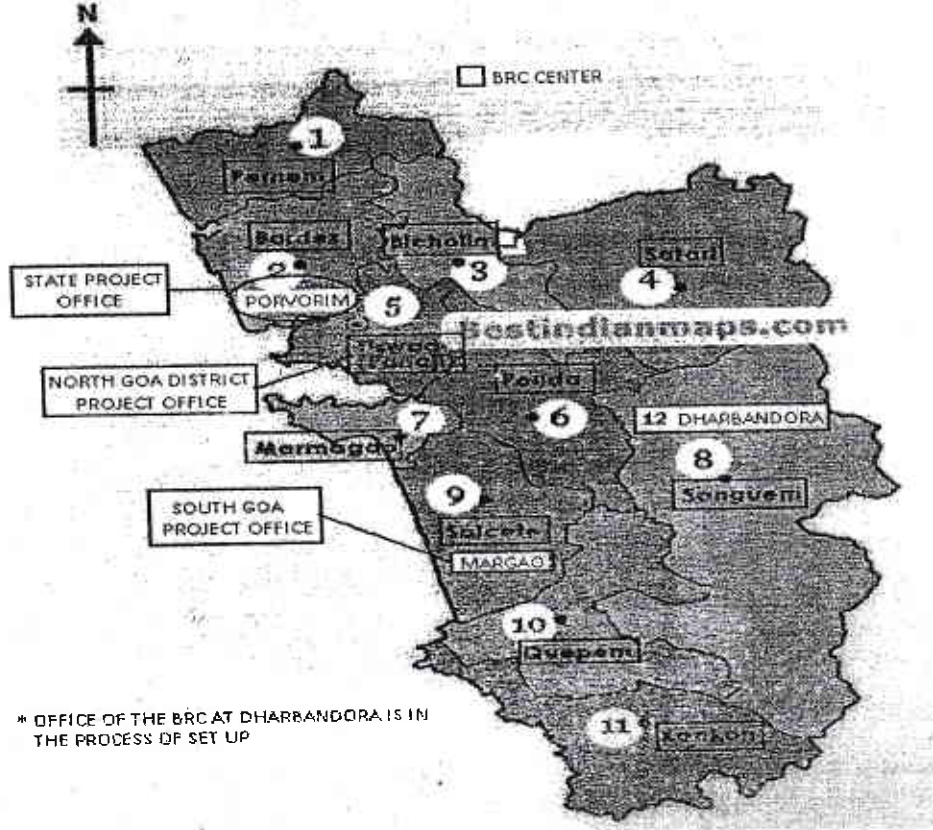 N
BRC CENTER
1
Pernem
Bardez
Bicholim
3
Satari
4
STATE PROJECT
OFFICE
PORVORIM
5
Bestindianmaps.com
NORTH GOA DISTRICT
PROJECT OFFICE
Ponda
6
7
12 DHARBANDORA
Marmagao
8
Sanguem
9
SOUTH GOA
PROJECT OFFICE
Salcete
MARGAO
10
Quepem
* OFFICE OF THE BRC AT DHARBANDORA IS IN
THE PROCESS OF SET UP
11